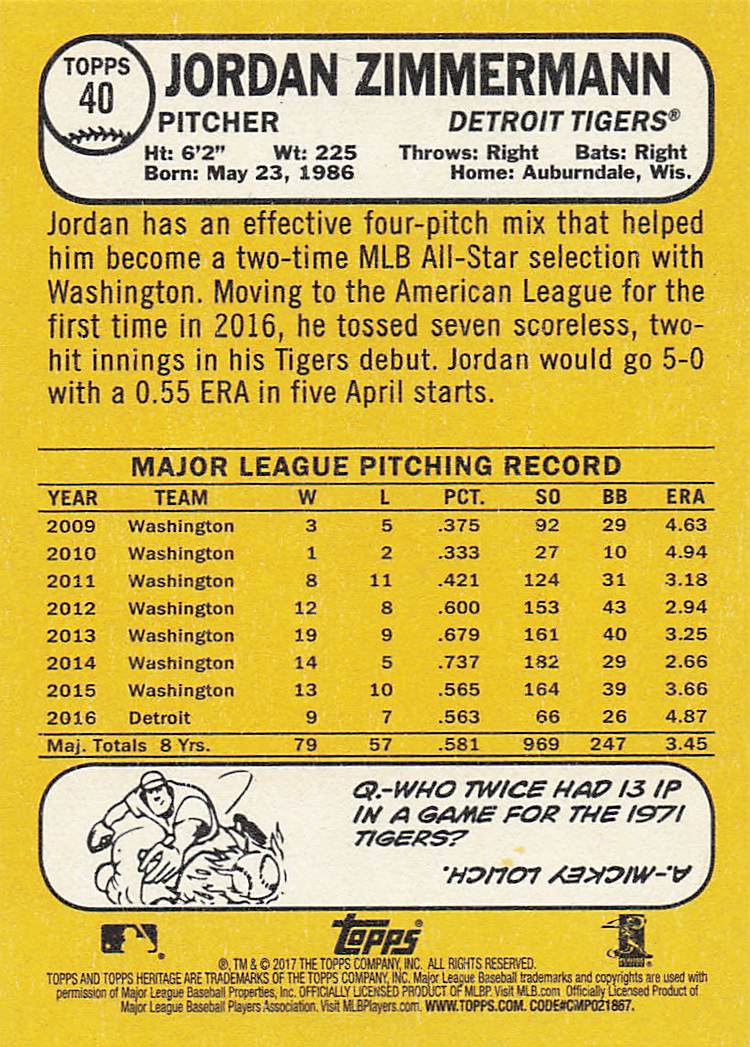 TOPPS
40
JORDAN ZIMMERMANN
PITCHER DETROIT TIGERS®
Ht: 6'2" Wt: 225 Throws: Right Bats: Right
Born: May 23, 1986 Home: Auburndale, Wis.
Jordan has an effective four-pitch mix that helped
him become a two-time MLB All-Star selection with
Washington. Moving to the American League for the
first time in 2016, he tossed seven scoreless, two-
hit innings in his Tigers debut. Jordan would go 5-0
with a 0.55 ERA in five April starts.
MAJOR LEAGUE PITCHING RECORD
YEAR TEAM W L PCT. SO BB ERA
2009 Washington 3 5 .375 92 29 4.63
2010 Washington 1 2 .333 27 10 4.94
2011 Washington 8 11 .421 124 31 3.18
2012 Washington 12 8 .600 153 43 2.94
2013 Washington 19 9 .679 161 40 3.25
2014 Washington 14 5 .737 182 29 2.66
2015 Washington 13 10 .565 164 39 3.66
2016 Detroit 9 7 .563 66 26 4.87
Maj. Totals 8 Yrs. 79 57 .581 969 247 3.45
Q.-WHO TWICE HAD 13 IP
IN A GAME FOR THE 1971
TIGERS?
A.-MICKEY LOLICH.
topps®
®, TM & © 2017 THE TOPPS COMPANY, INC. ALL RIGHTS RESERVED.
TOPPS AND TOPPS HERITAGE ARE TRADEMARKS OF THE TOPPS COMPANY, INC. Major League Baseball trademarks and copyrights are used with
permission of Major League Baseball Properties, Inc. OFFICIALLY LICENSED PRODUCT OF MLBP. Visit MLB.com Officially Licensed Product of
Major League Baseball Players Association. Visit MLBPlayers.com. WWW.TOPPS.COM. CODE#CMP021867.